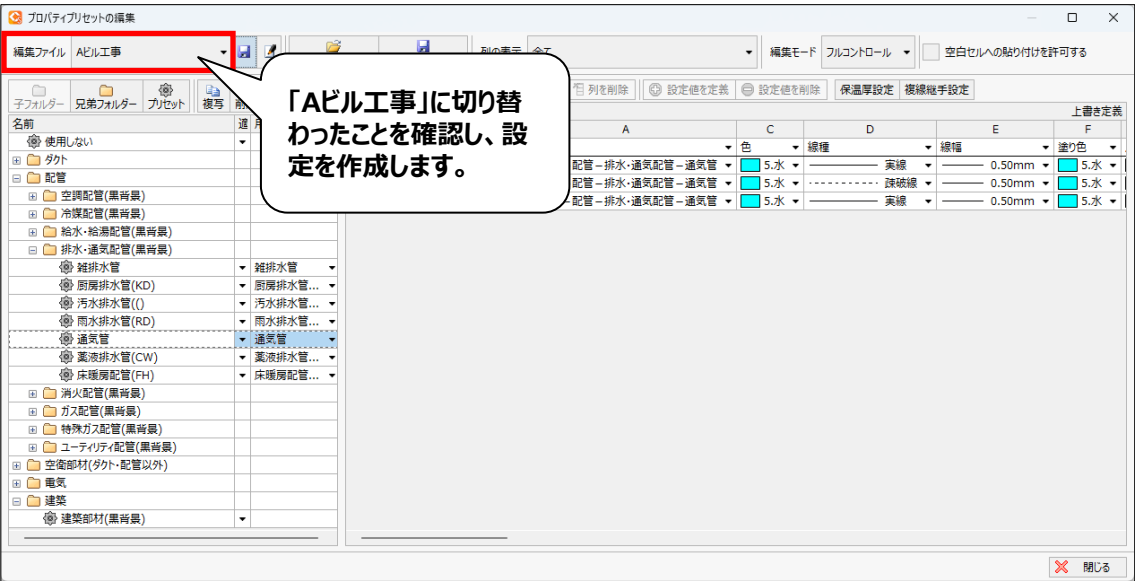 プロパティプリセットの編集
編集ファイル Aビル工事
全て
編集モード フルコントロール 空白セルへの貼り付けを許可する
「Aビル工事」に切り替
わったことを確認し、設
定を作成します。
子フォルダー 兄弟フォルダー プリセット 複写 列を削除 設定値を定義 設定値を削除 保温厚設定 複線継手設定
上書き定義
名前 適 A C D E F
使用しない 色 線種 線幅 塗り色
ダクト 配管－排水・通気配管－通気管 5.水 実線 0.50mm 5.水
配管 配管－排水・通気配管－通気管 5.水 疎破線 0.50mm 5.水
空調配管(黒背景) 配管－排水・通気配管－通気管 5.水 実線 0.50mm 5.水
冷媒配管(黒背景)
給水・給湯配管(黒背景)
排水・通気配管(黒背景)
雑排水管 雑排水管
厨房排水管(KD) 厨房排水管...
汚水排水管(() 汚水排水管...
雨水排水管(RD) 雨水排水管...
通気管 通気管
薬液排水管(CW) 薬液排水管...
床暖房配管(FH) 床暖房配管...
消火配管(黒背景)
ガス配管(黒背景)
特殊ガス配管(黒背景)
ユーティリティ配管(黒背景)
空衛部材(ダクト・配管以外)
電気
建築
建築部材(黒背景)
閉じる